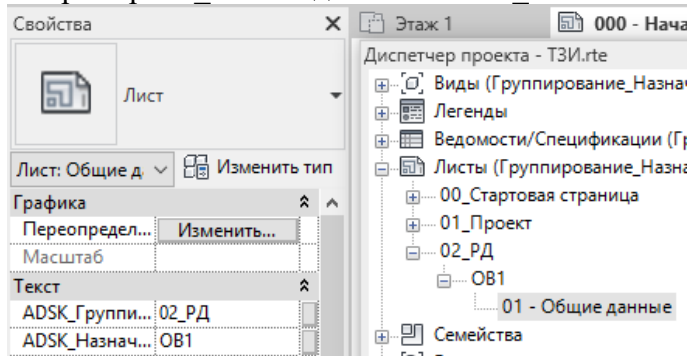 Свойства
Лист
Лист: Общие д.
Изменить тип
Графика
Переопредел... Изменить...
Масштаб
Текст
ADSK_Группи... 02_РД
ADSK_Назнач... ОВ1
Этаж 1
000 - Нача
Диспетчер проекта - ТЗИ.rte
Виды (Группирование_Назнач
Легенды
Ведомости/Спецификации (Гр
Листы (Группирование_Назна
00_Стартовая страница
01_Проект
02_РД
ОВ1
01 - Общие данные
Семейства